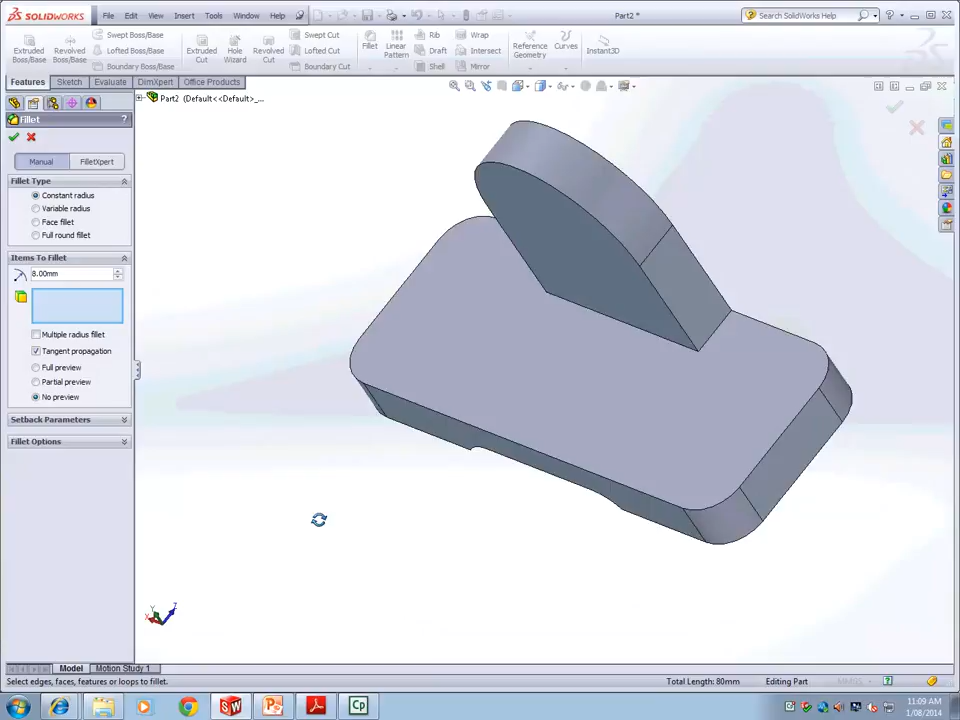 SOLIDWORKS File Edit View Insert Tools Window Help Part2 * Search SolidWorks Help
Extruded Boss/Base Revolved Boss/Base Swept Boss/Base Lofted Boss/Base Boundary Boss/Base Extruded Cut Hole Wizard Revolved Cut Swept Cut Lofted Cut Boundary Cut Fillet Linear Pattern Rib Draft Shell Wrap Intersect Mirror Reference Geometry Curves Instant3D
Features Sketch Evaluate DimXpert Office Products
Part2 (Default<<Default>_...
Fillet ?
Manual FilletXpert
Fillet Type
Constant radius
Variable radius
Face fillet
Full round fillet
Items To Fillet
8.00mm
Multiple radius fillet
Tangent propagation
Full preview
Partial preview
No preview
Setback Parameters
Fillet Options
Y X Z
Model Motion Study 1
Select edges, faces, features or loops to fillet. Total Length: 80mm Editing Part MMGS
11:09 AM
1/08/2014